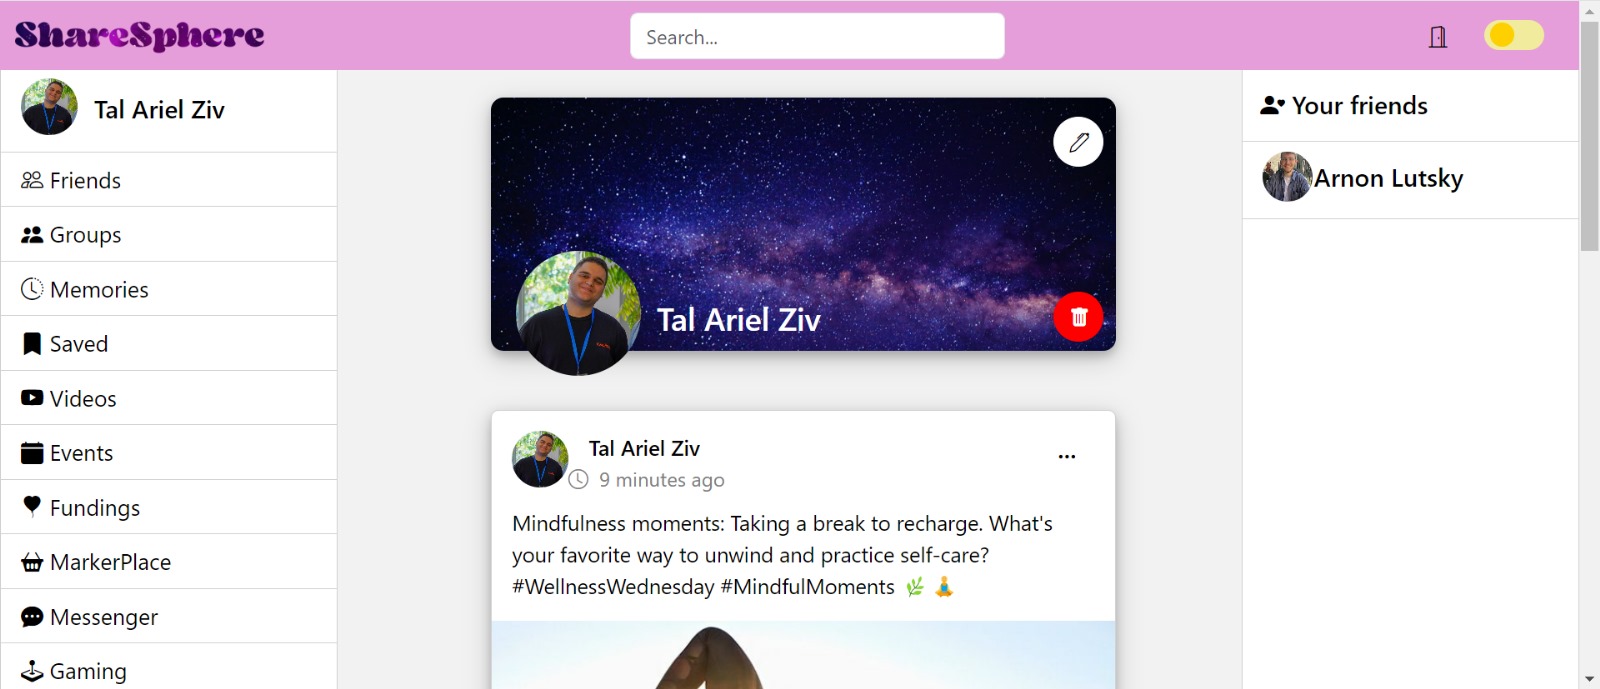 ShareSphere
Search...
Tal Ariel Ziv
Friends
Groups
Memories
Saved
Videos
Events
Fundings
MarkerPlace
Messenger
Gaming
Tal Ariel Ziv
Tal Ariel Ziv
9 minutes ago
Mindfulness moments: Taking a break to recharge. What's
your favorite way to unwind and practice self-care?
#WellnessWednesday #MindfulMoments 🌿 🧘
Your friends
Arnon Lutsky